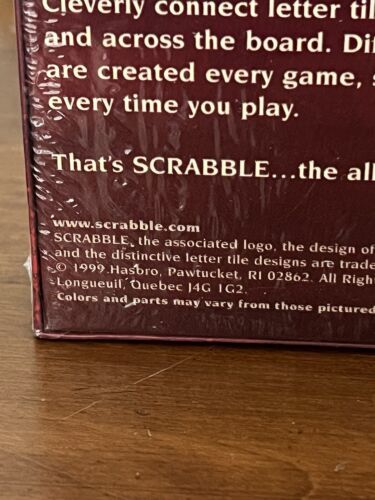 Cleverly connect letter til
and across the board. Dif
are created every game, s
every time you play.
That's SCRABBLE...the all
www.scrabble.com
SCRABBLE, the associated logo, the design of
and the distinctive letter tile designs are trade
© 1999 Hasbro, Pawtucket, RI 02862. All Righ
Longueuil, Quebec J4G 1G2.
Colors and parts may vary from those pictured